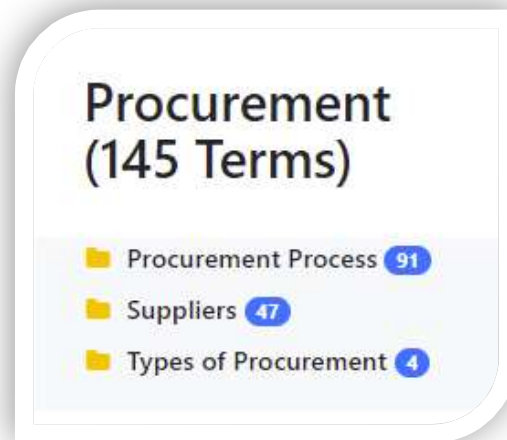 Procurement
(145 Terms)
Procurement Process 91
Suppliers 47
Types of Procurement 4